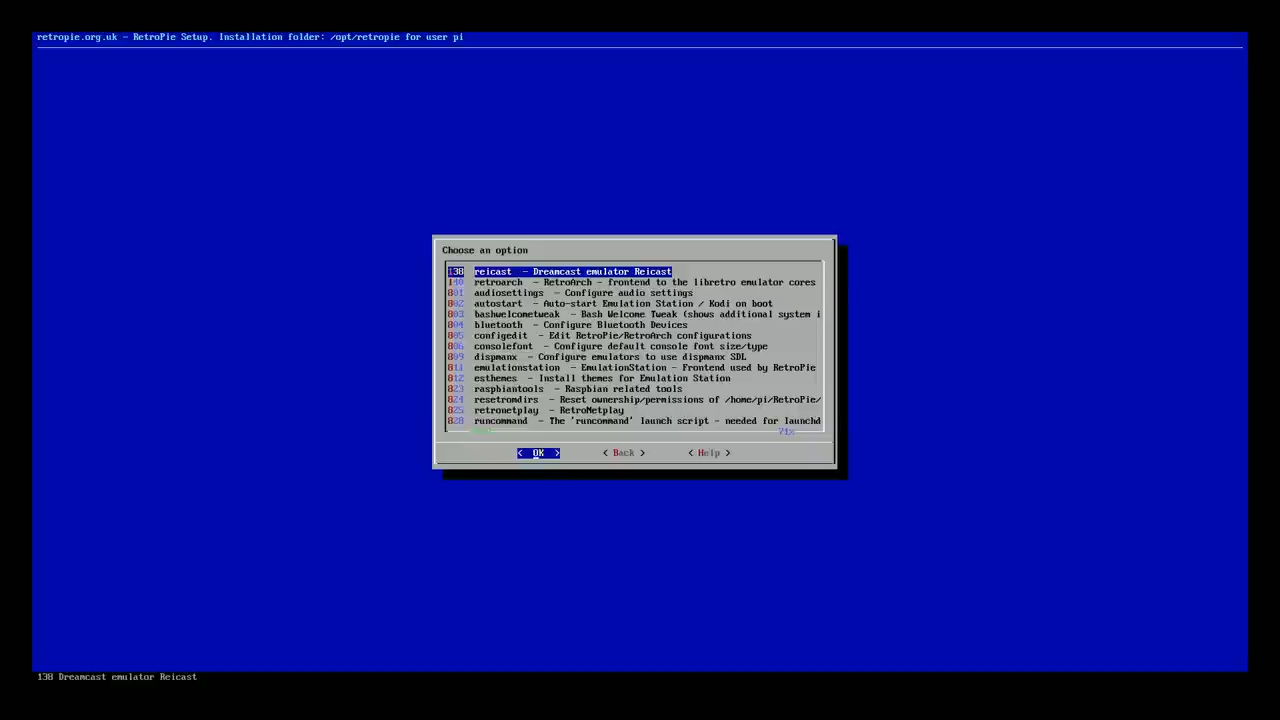 retropie.org.uk - RetroPie Setup. Installation folder: /opt/retropie for user pi
Choose an option
138 reicast - Dreamcast emulator Reicast
140 retroarch - RetroArch - frontend to the libretro emulator cores
801 audiosettings - Configure audio settings
802 autostart - Auto-start Emulation Station / Kodi on boot
803 bashwelcometweak - Bash Welcome Tweak (shows additional system i
804 bluetooth - Configure Bluetooth Devices
805 configedit - Edit RetroPie/RetroArch configurations
806 consolefont - Configure default console font size/type
809 dispmanx - Configure emulators to use dispmanx SDL
811 emulationstation - EmulationStation - Frontend used by RetroPie
812 esthemes - Install themes for Emulation Station
823 raspbiantools - Raspbian related tools
824 resetromdirs - Reset ownership/permissions of /home/pi/RetroPie/
825 retronetplay - RetroNetplay
828 runcommand - The 'runcommand' launch script - needed for launchd
71%
< OK > < Back > < Help >
138 Dreamcast emulator Reicast